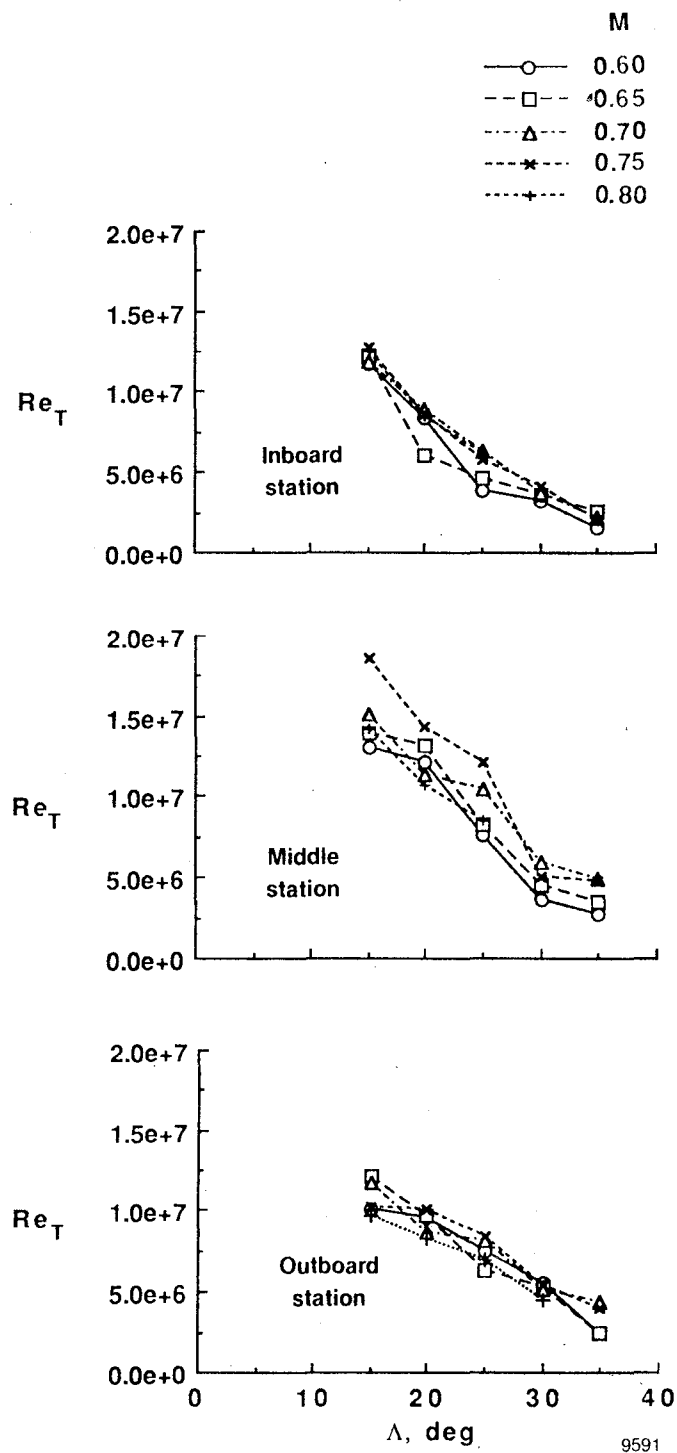 M
0.60
0.65
0.70
0.75
0.80
2.0e+7
1.5e+7
1.0e+7
5.0e+6
0.0e+0
Re_T
Inboard
station
2.0e+7
1.5e+7
1.0e+7
5.0e+6
0.0e+0
Re_T
Middle
station
2.0e+7
1.5e+7
1.0e+7
5.0e+6
0.0e+0
Re_T
Outboard
station
0 10 20 30 40
Λ, deg
9591